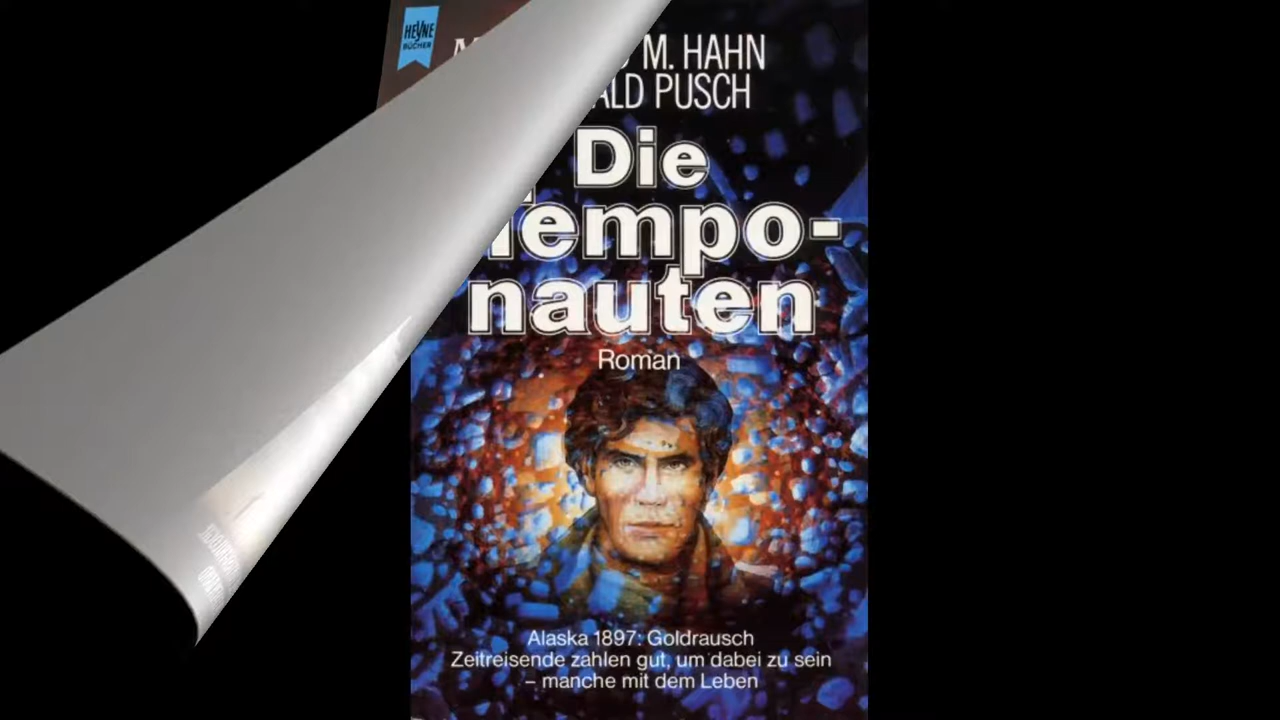 HEYNE
BÜCHER
M. HAHN
ALD PUSCH
Die
Tempo-
nauten
Roman
Alaska 1897: Goldrausch
Zeitreisende zahlen gut, um dabei zu sein
– manche mit dem Leben